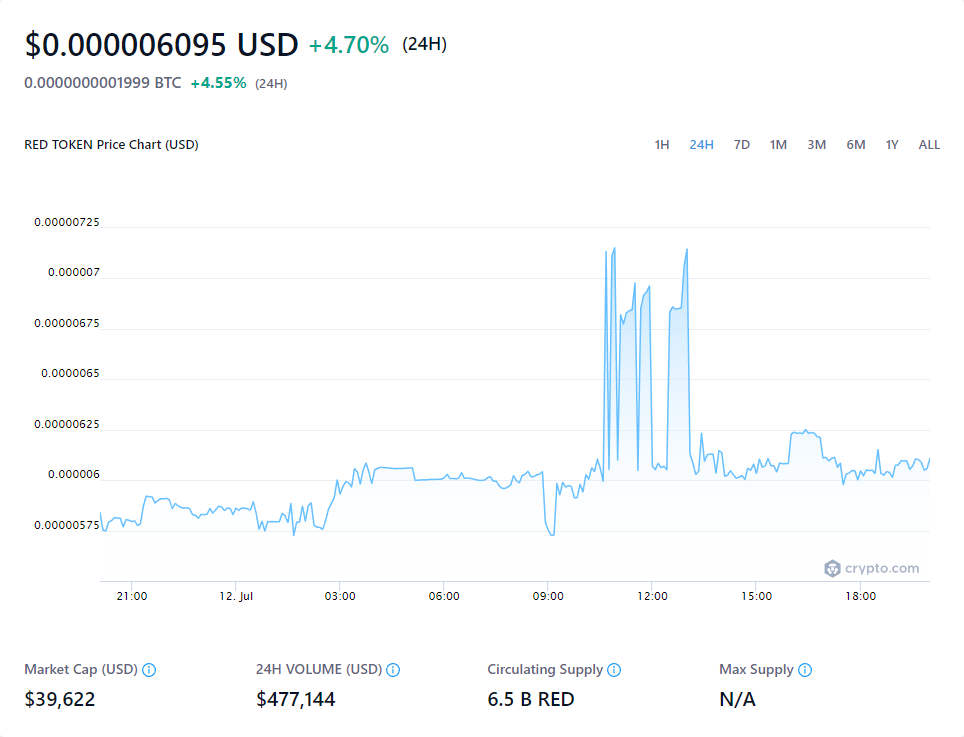 $0.000006095 USD +4.70% (24H)
0.0000000001999 BTC +4.55% (24H)
RED TOKEN Price Chart (USD) 1H 24H 7D 1M 3M 6M 1Y ALL
0.00000725
0.000007
0.00000675
0.0000065
0.00000625
0.000006
0.00000575
crypto.com
21:00 12. Jul 03:00 06:00 09:00 12:00 15:00 18:00
Market Cap (USD) 24H VOLUME (USD) Circulating Supply Max Supply
$39,622 $477,144 6.5 B RED N/A